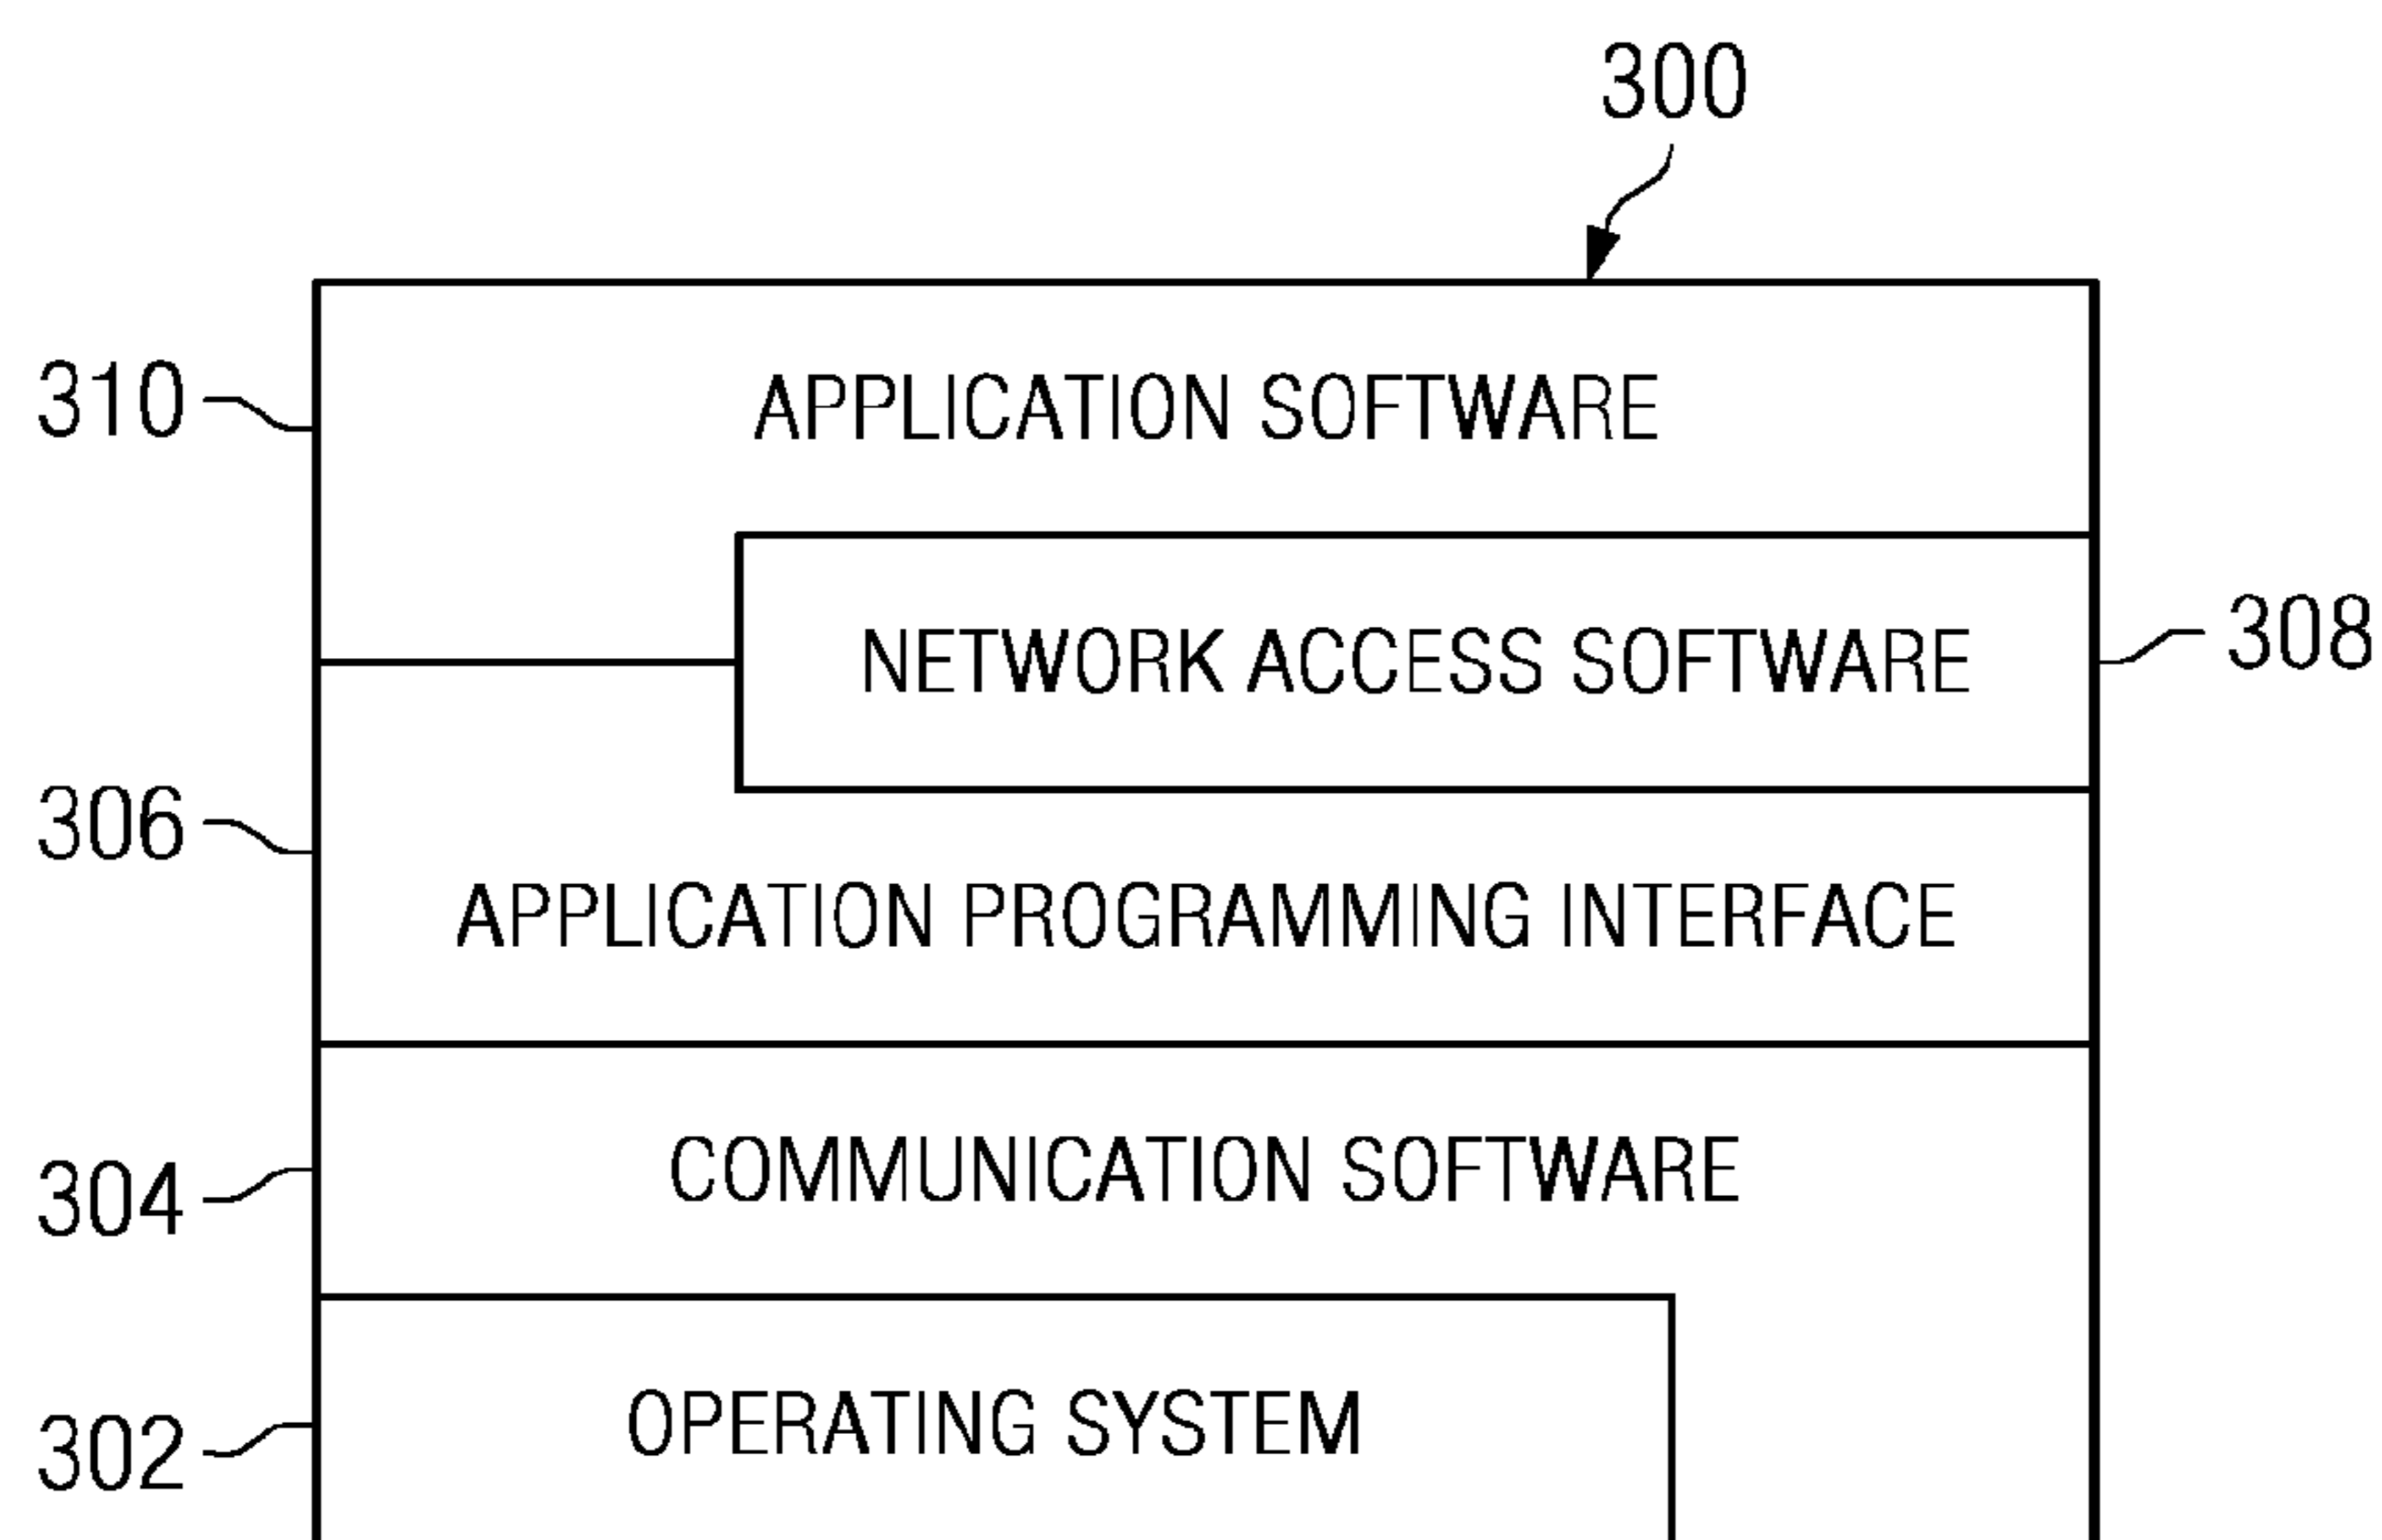 300
310
APPLICATION SOFTWARE
NETWORK ACCESS SOFTWARE
308
306
APPLICATION PROGRAMMING INTERFACE
304
COMMUNICATION SOFTWARE
302
OPERATING SYSTEM